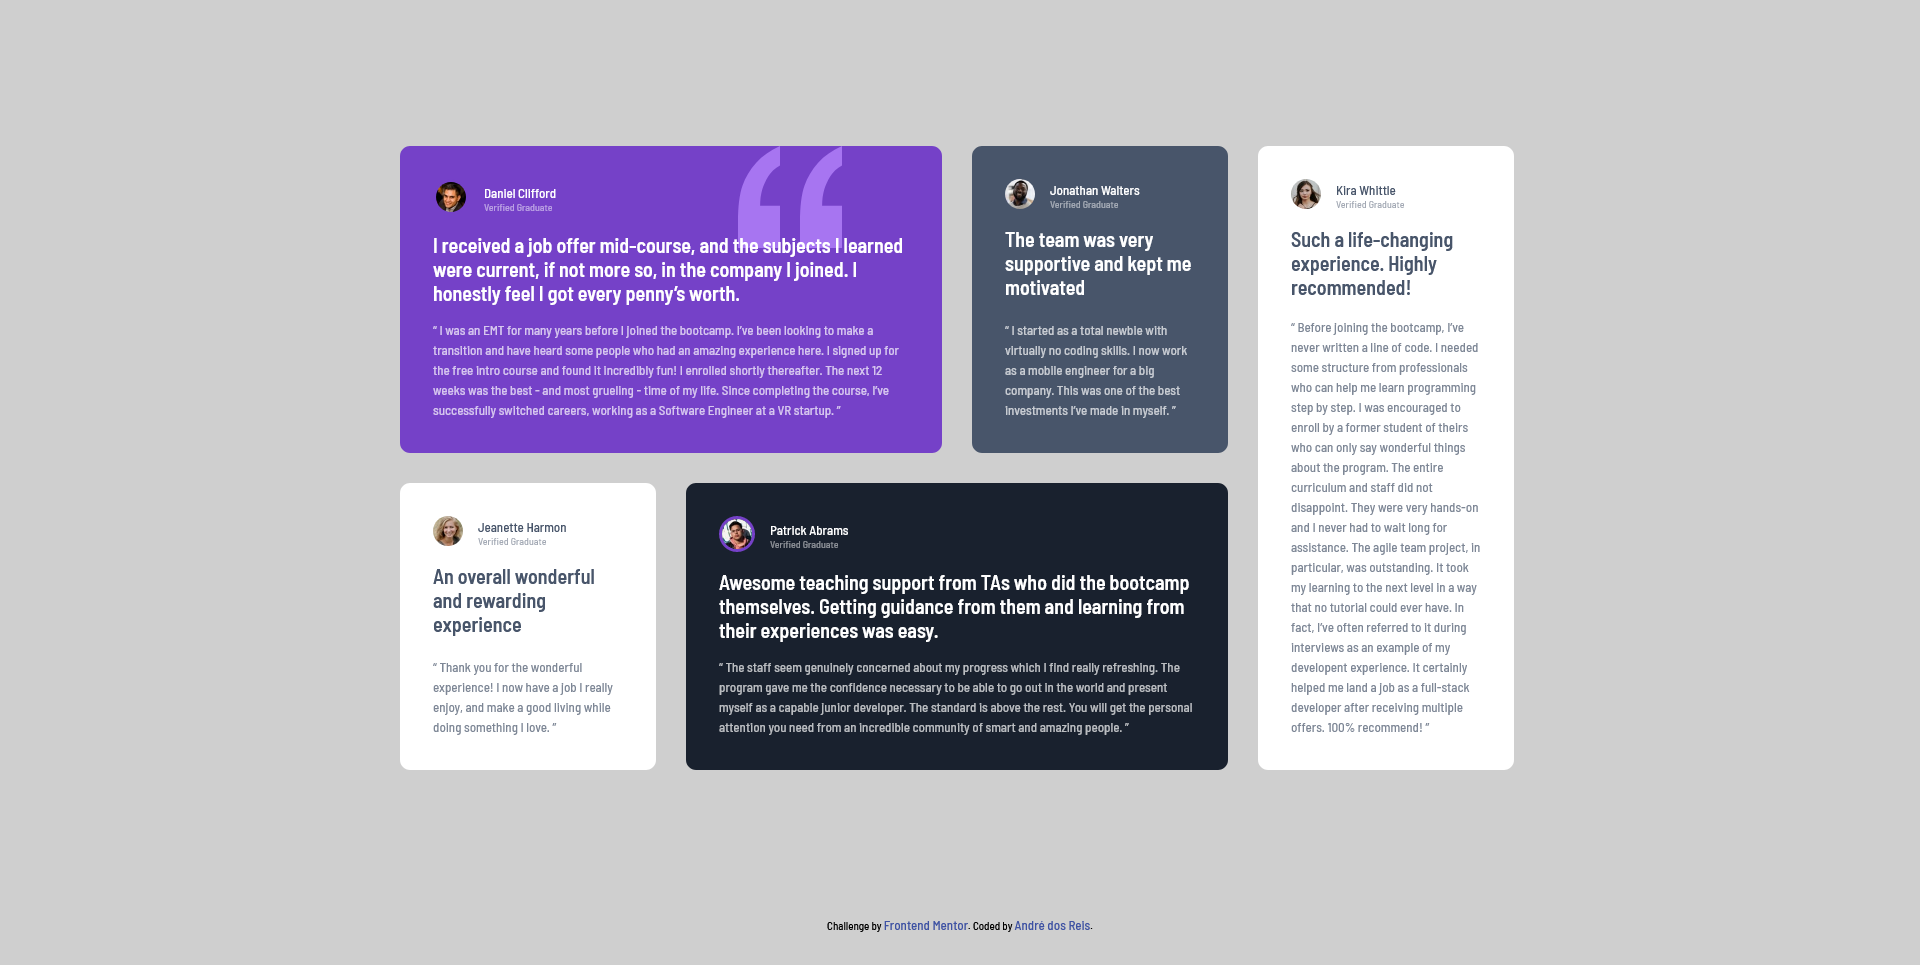 Daniel Clifford
Verified Graduate
I received a job offer mid-course, and the subjects I learned
were current, if not more so, in the company I joined. I
honestly feel I got every penny’s worth.
“ I was an EMT for many years before I joined the bootcamp. I’ve been looking to make a
transition and have heard some people who had an amazing experience here. I signed up for
the free intro course and found it incredibly fun! I enrolled shortly thereafter. The next 12
weeks was the best - and most grueling - time of my life. Since completing the course, I’ve
successfully switched careers, working as a Software Engineer at a VR startup. ”
Jonathan Walters
Verified Graduate
The team was very
supportive and kept me
motivated
“ I started as a total newbie with
virtually no coding skills. I now work
as a mobile engineer for a big
company. This was one of the best
investments I’ve made in myself. ”
Kira Whittle
Verified Graduate
Such a life-changing
experience. Highly
recommended!
“ Before joining the bootcamp, I’ve
never written a line of code. I needed
some structure from professionals
who can help me learn programming
step by step. I was encouraged to
enroll by a former student of theirs
who can only say wonderful things
about the program. The entire
curriculum and staff did not
disappoint. They were very hands-on
and I never had to wait long for
assistance. The agile team project, in
particular, was outstanding. It took
my learning to the next level in a way
that no tutorial could ever have. In
fact, I’ve often referred to it during
interviews as an example of my
developent experience. It certainly
helped me land a job as a full-stack
developer after receiving multiple
offers. 100% recommend! ”
Jeanette Harmon
Verified Graduate
An overall wonderful
and rewarding
experience
“ Thank you for the wonderful
experience! I now have a job I really
enjoy, and make a good living while
doing something I love. ”
Patrick Abrams
Verified Graduate
Awesome teaching support from TAs who did the bootcamp
themselves. Getting guidance from them and learning from
their experiences was easy.
“ The staff seem genuinely concerned about my progress which I find really refreshing. The
program gave me the confidence necessary to be able to go out in the world and present
myself as a capable junior developer. The standard is above the rest. You will get the personal
attention you need from an incredible community of smart and amazing people. ”
Challenge by Frontend Mentor. Coded by André dos Reis.